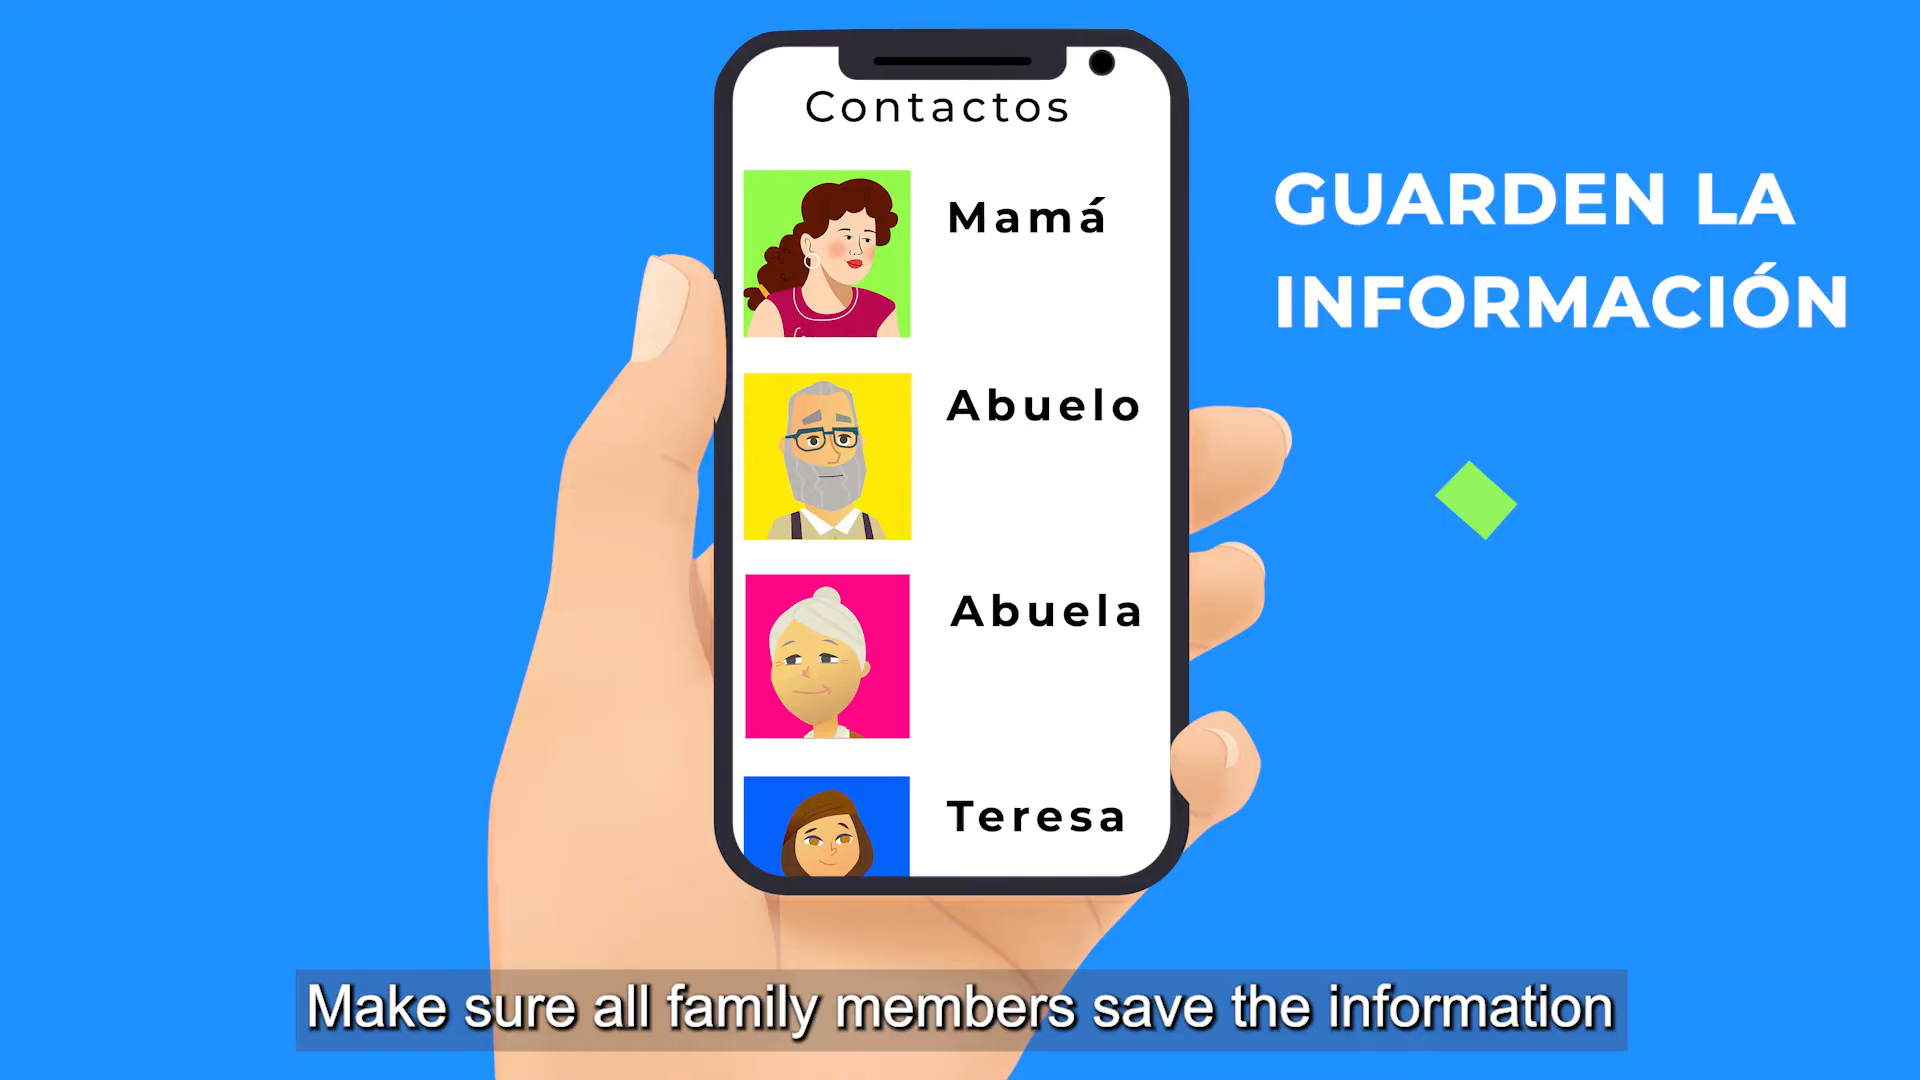 Contactos
Mamá
Abuelo
Abuela
Teresa
GUARDEN LA
INFORMACIÓN
Make sure all family members save the information